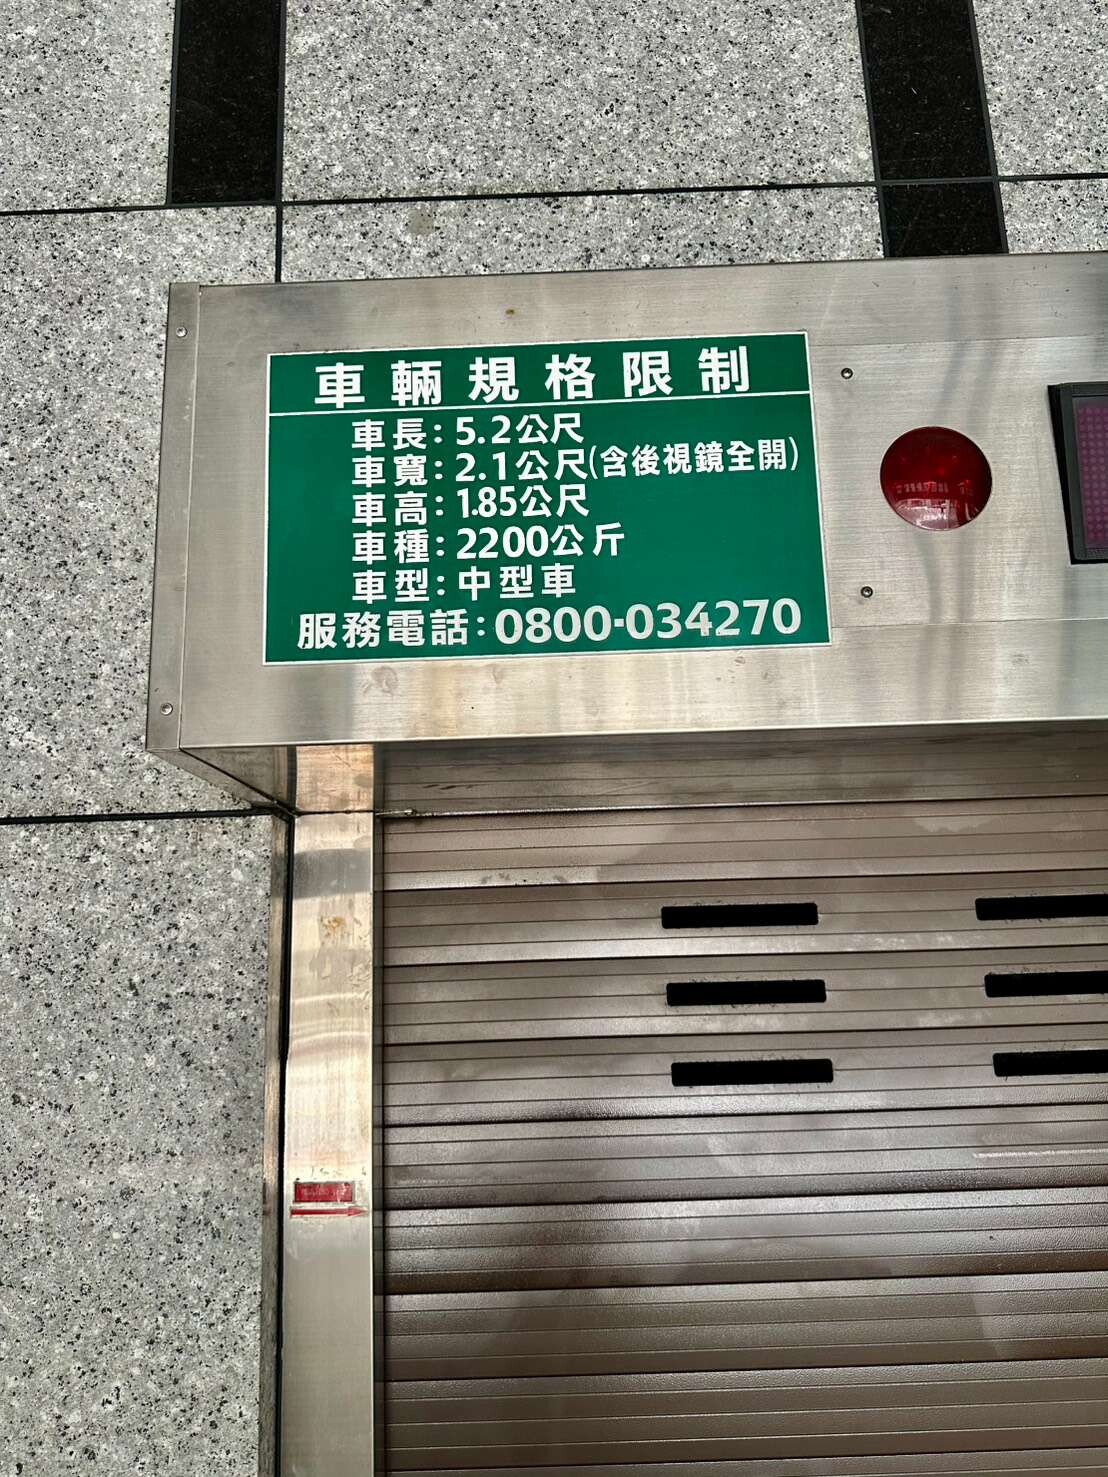 車輛規格限制
車長：5.2公尺
車寬：2.1公尺(含後視鏡全開)
車高：1.85公尺
車種：2200公斤
車型：中型車
服務電話：0800-034270